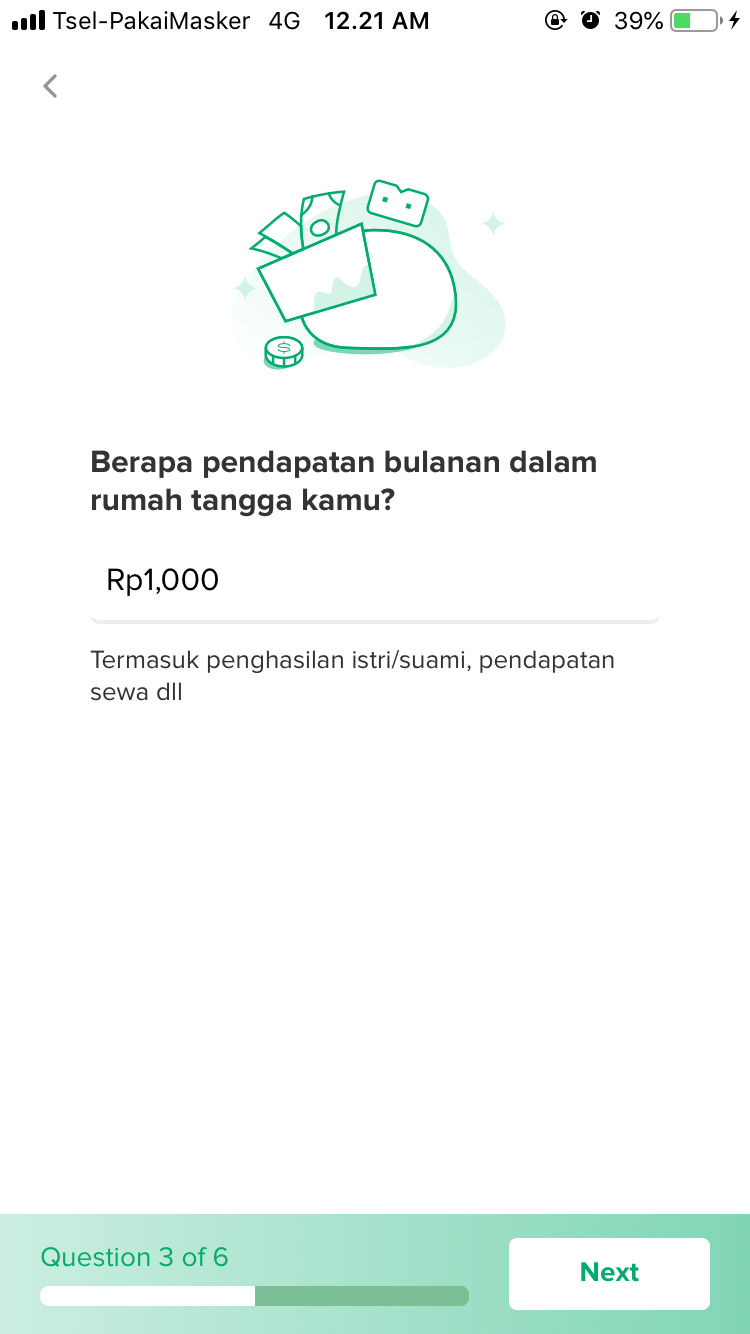 Tsel-PakaiMasker 4G 12.21 AM 39%
$
Berapa pendapatan bulanan dalam
rumah tangga kamu?
Rp1,000
Termasuk penghasilan istri/suami, pendapatan
sewa dll
Question 3 of 6
Next